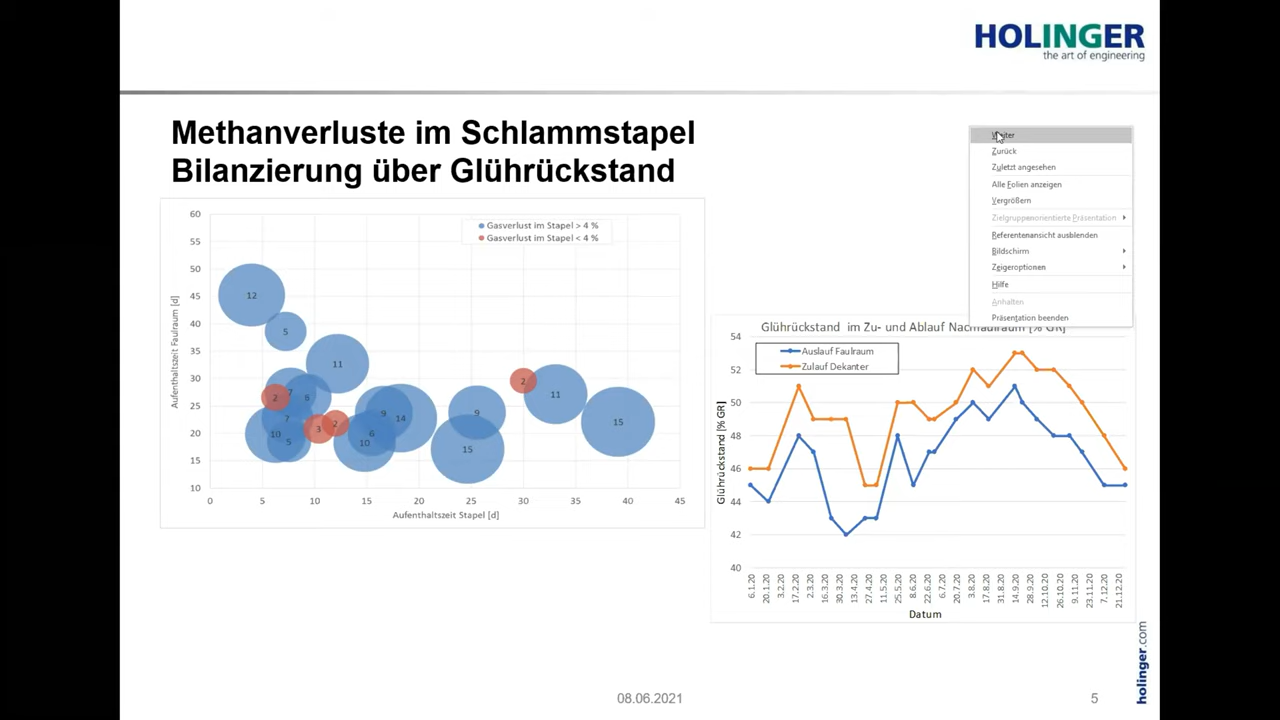 HOLINGER
the art of engineering
Methanverluste im Schlammstapel
Bilanzierung über Glührückstand
Weiter
Zurück
Zuletzt angesehen
Alle Folien anzeigen
Vergrößern
Zielgruppenorientierte Präsentation
Referentenansicht ausblenden
Bildschirm
Zeigeroptionen
Hilfe
Anhalten
Präsentation beenden
Gasverlust im Stapel > 4 %
Gasverlust im Stapel < 4 %
Aufenthaltszeit Faulraum [d]
60
55
50
45
40
35
30
25
20
15
10
12
5
11
7
2
6
7
10
5
3
2
9
14
6
10
9
15
2
11
15
0 5 10 15 20 25 30 35 40 45
Aufenthaltszeit Stapel [d]
Glührückstand im Zu- und Ablauf Nachfaulraum [% GR]
Auslauf Faulraum
Zulauf Dekanter
Glührückstand [% GR]
54
52
50
48
46
44
42
40
6.1.20
20.1.20
3.2.20
17.2.20
2.3.20
16.3.20
30.3.20
13.4.20
27.4.20
11.5.20
25.5.20
8.6.20
22.6.20
6.7.20
20.7.20
3.8.20
17.8.20
31.8.20
14.9.20
28.9.20
12.10.20
26.10.20
9.11.20
23.11.20
7.12.20
21.12.20
Datum
holinger.com
08.06.2021
5